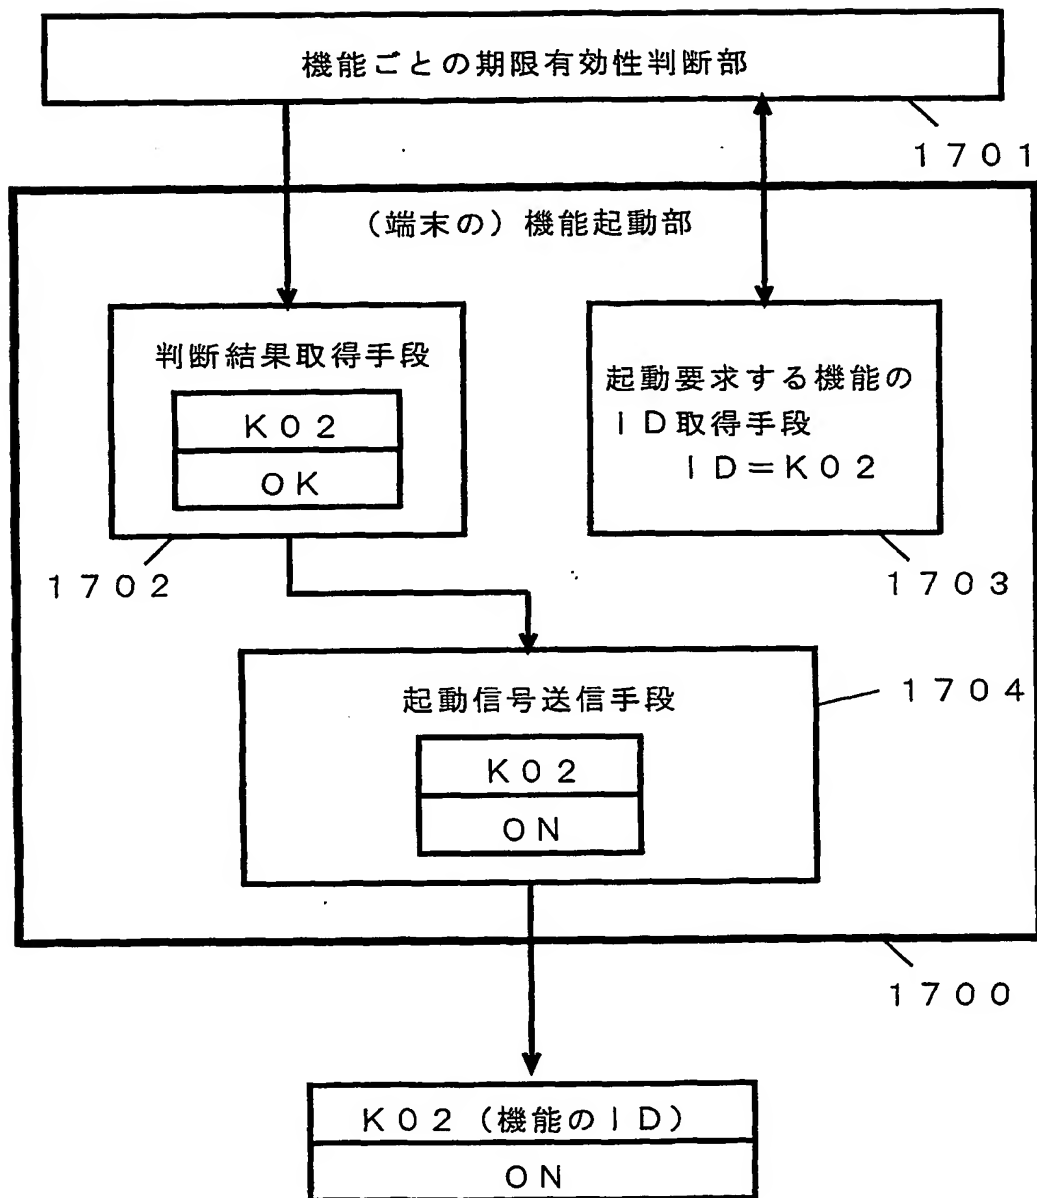 機能ごとの期限有効性判断部
1701
(端末の)機能起動部
判断結果取得手段
K02
OK
1702
起動要求する機能の
ID取得手段
ID=K02
1703
起動信号送信手段
K02
ON
1704
1700
K02(機能のID)
ON